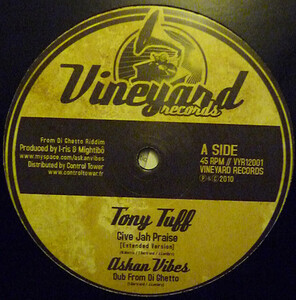 Vineyard
records
From Di Ghetto Riddim
Produced by I-ris & Mightibô
www.myspace.com/askanvibes
Distributed by Control Tower
www.controltower.fr
A SIDE
45 RPM // VYR12001
VINEYARD RECORDS
℗ & © 2010
Tony Tuff
Give Jah Praise
[Extended Version]
Askan Vibes
Dub From Di Ghetto